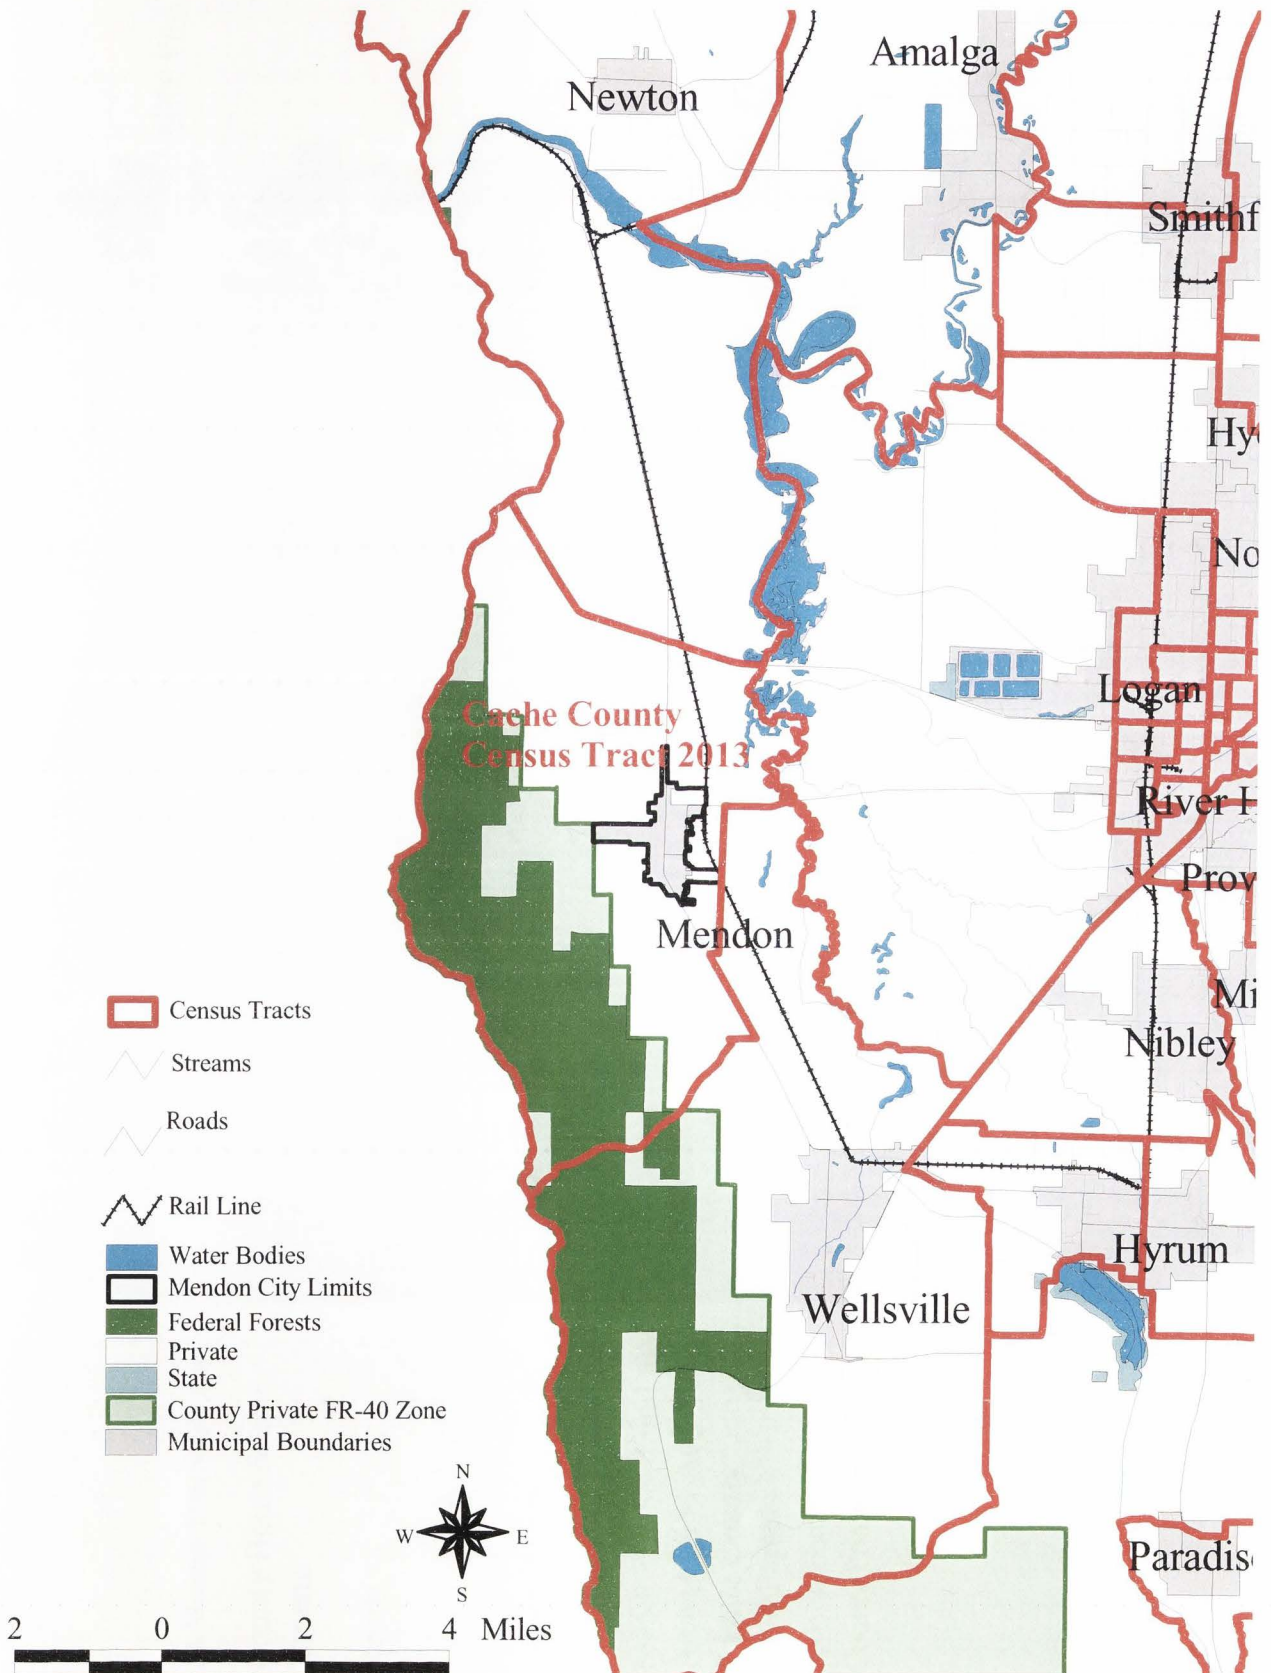 Amalga
Newton
Smithf
Hy
No
Logan
Cache County
Census Tract 2013
River H
Prov
Mendon
Mi
Nibley
Census Tracts
Streams
Roads
Rail Line
Water Bodies
Mendon City Limits
Federal Forests
Private
State
County Private FR-40 Zone
Municipal Boundaries
Hyrum
Wellsville
N
W E
S
Paradis
2 0 2 4 Miles